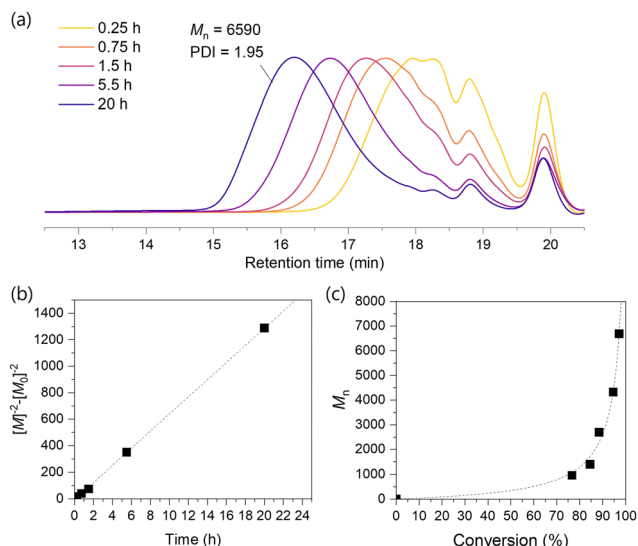 (a)
0.25 h
0.75 h
1.5 h
5.5 h
20 h
Mn = 6590
PDI = 1.95
13 14 15 16 17 18 19 20
Retention time (min)
(b)
[M]-2-[M0]-2
1400
1200
1000
800
600
400
200
0
0 2 4 6 8 10 12 14 16 18 20 22 24
Time (h)
(c)
Mn
8000
7000
6000
5000
4000
3000
2000
1000
0
0 10 20 30 40 50 60 70 80 90 100
Conversion (%)